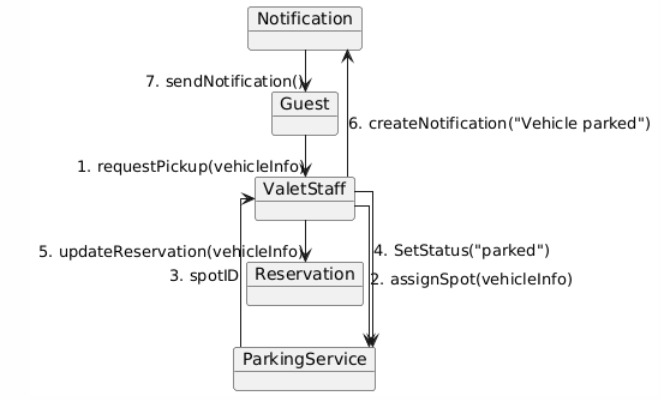 Notification
7. sendNotification()
Guest
6. createNotification("Vehicle parked")
1. requestPickup(vehicleInfo)
ValetStaff
5. updateReservation(vehicleInfo)
4. SetStatus("parked")
3. spotID
Reservation
2. assignSpot(vehicleInfo)
ParkingService